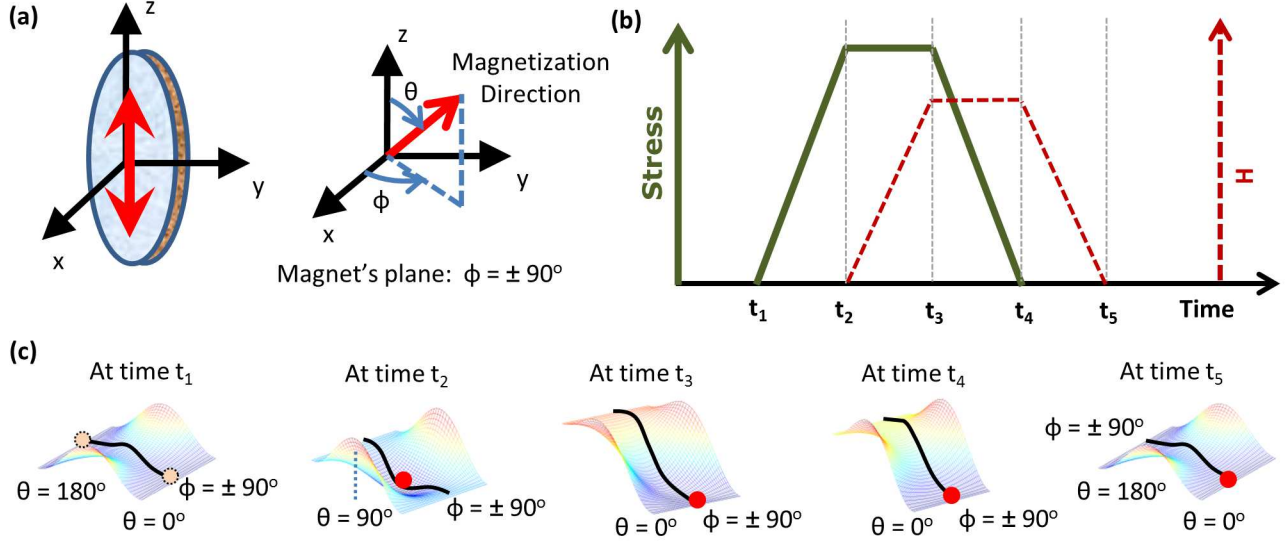 (a)
z
y
x
z
θ
Magnetization
Direction
y
ϕ
x
Magnet's plane: ϕ = ± 90°
(b)
Stress
H
t₁ t₂ t₃ t₄ t₅ Time
(c)
At time t₁
θ = 180°
ϕ = ± 90°
θ = 0°
At time t₂
θ = 90°
ϕ = ± 90°
At time t₃
θ = 0°
ϕ = ± 90°
At time t₄
θ = 0°
ϕ = ± 90°
At time t₅
ϕ = ± 90°
θ = 180°
θ = 0°